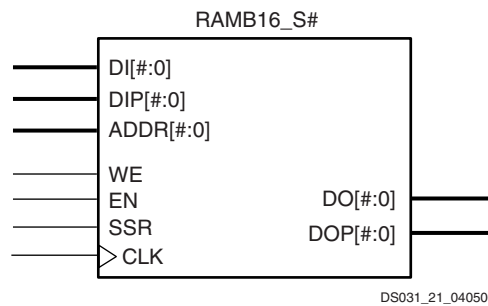 RAMB16_S#
DI[#:0]
DIP[#:0]
ADDR[#:0]
WE
EN
SSR
CLK
DO[#:0]
DOP[#:0]
DS031_21_04050